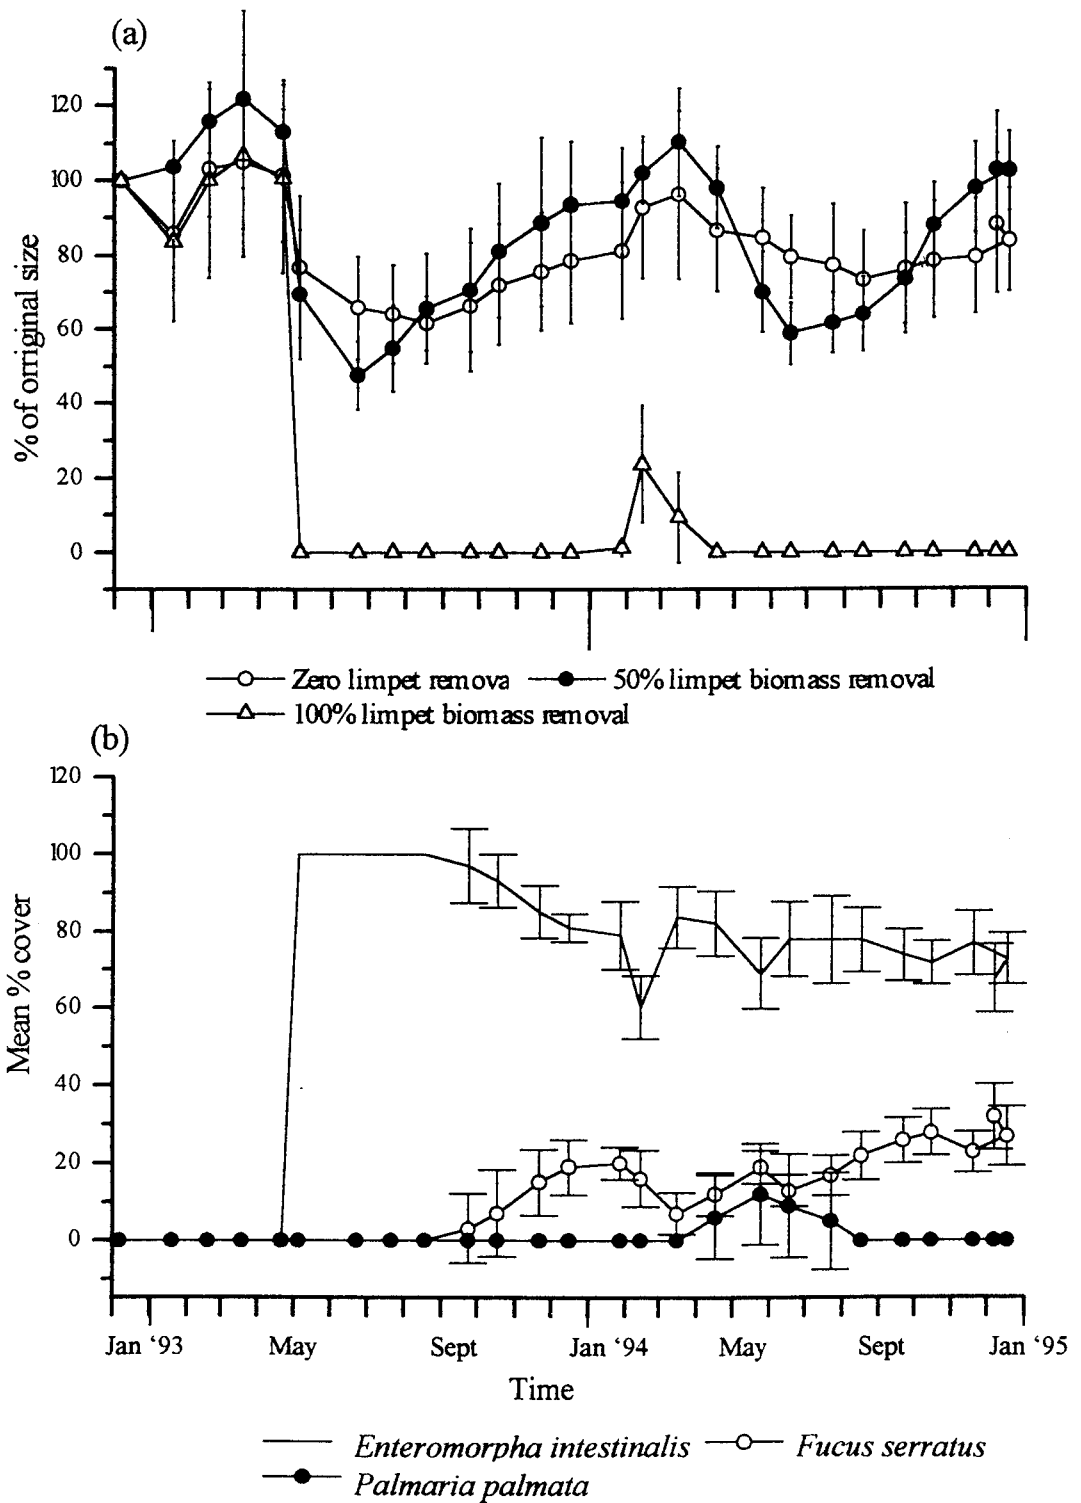 (a)
120
100
80
60
40
20
0
% of orriginal size
Zero limpet remova
50% limpet biomass removal
100% limpet biomass removal
(b)
120
100
80
60
40
20
0
Mean % cover
Jan ‘93 May Sept Jan ‘94 May Sept Jan ‘95
Time
Enteromorpha intestinalis Fucus serratus
Palmaria palmata